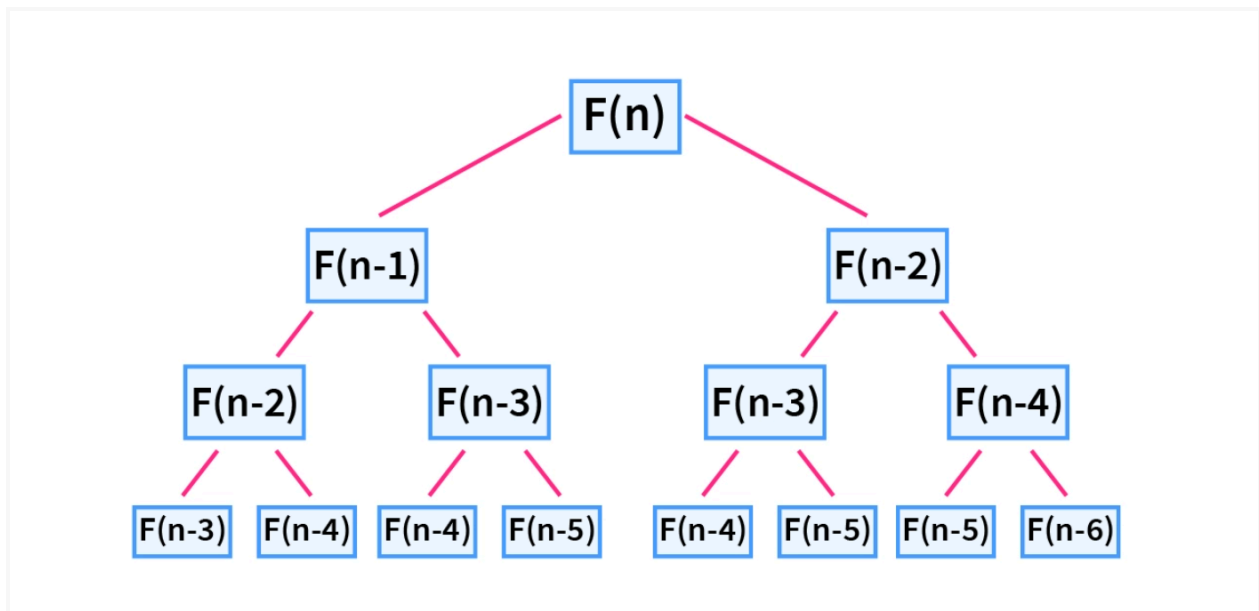 F(n)
F(n-1) F(n-2)
F(n-2) F(n-3) F(n-3) F(n-4)
F(n-3) F(n-4) F(n-4) F(n-5) F(n-4) F(n-5) F(n-5) F(n-6)